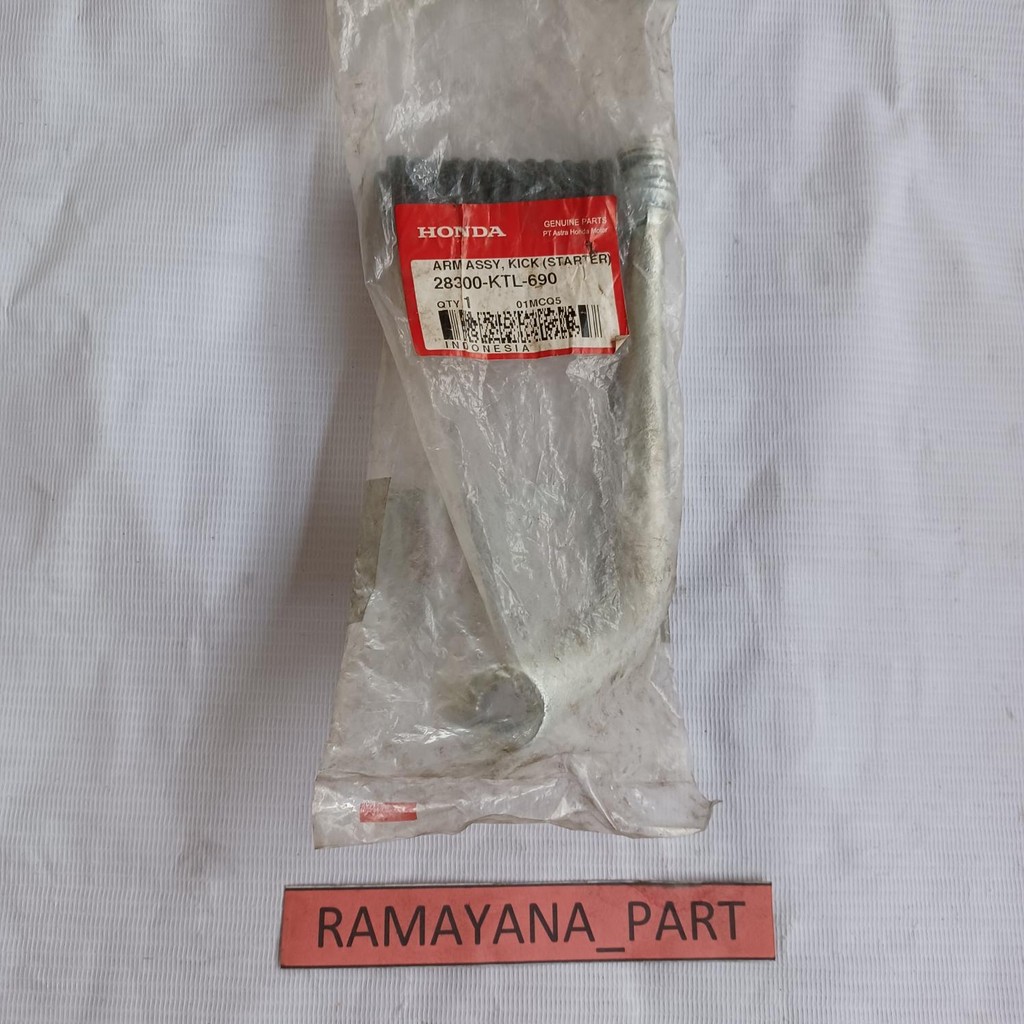 HONDA
GENUINE PARTS
PT Astra Honda Motor
ARM ASSY, KICK (STARTER)
28300-KTL-690
QTY 1 01MCQ5
INDONESIA
RAMAYANA_PART